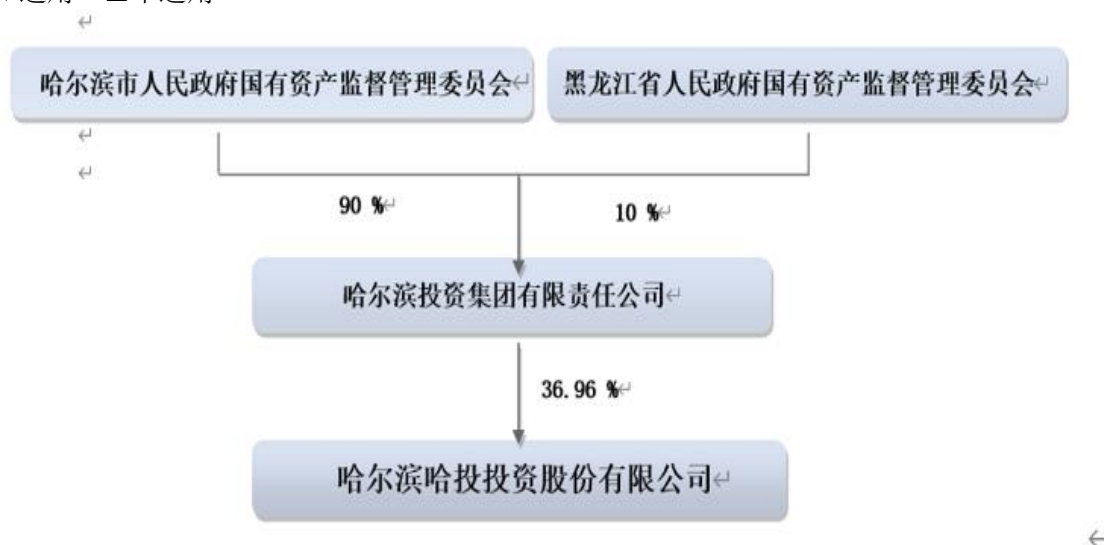 哈尔滨市人民政府国有资产监督管理委员会
黑龙江省人民政府国有资产监督管理委员会
90 %
10 %
哈尔滨投资集团有限责任公司
36.96 %
哈尔滨哈投投资股份有限公司